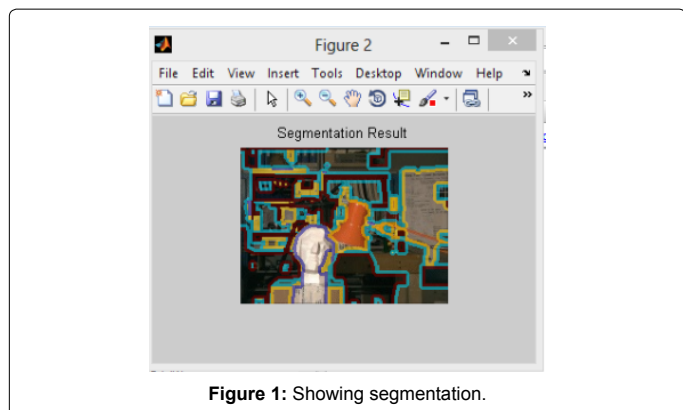 Figure 2
File Edit View Insert Tools Desktop Window Help
Segmentation Result
Figure 1: Showing segmentation.